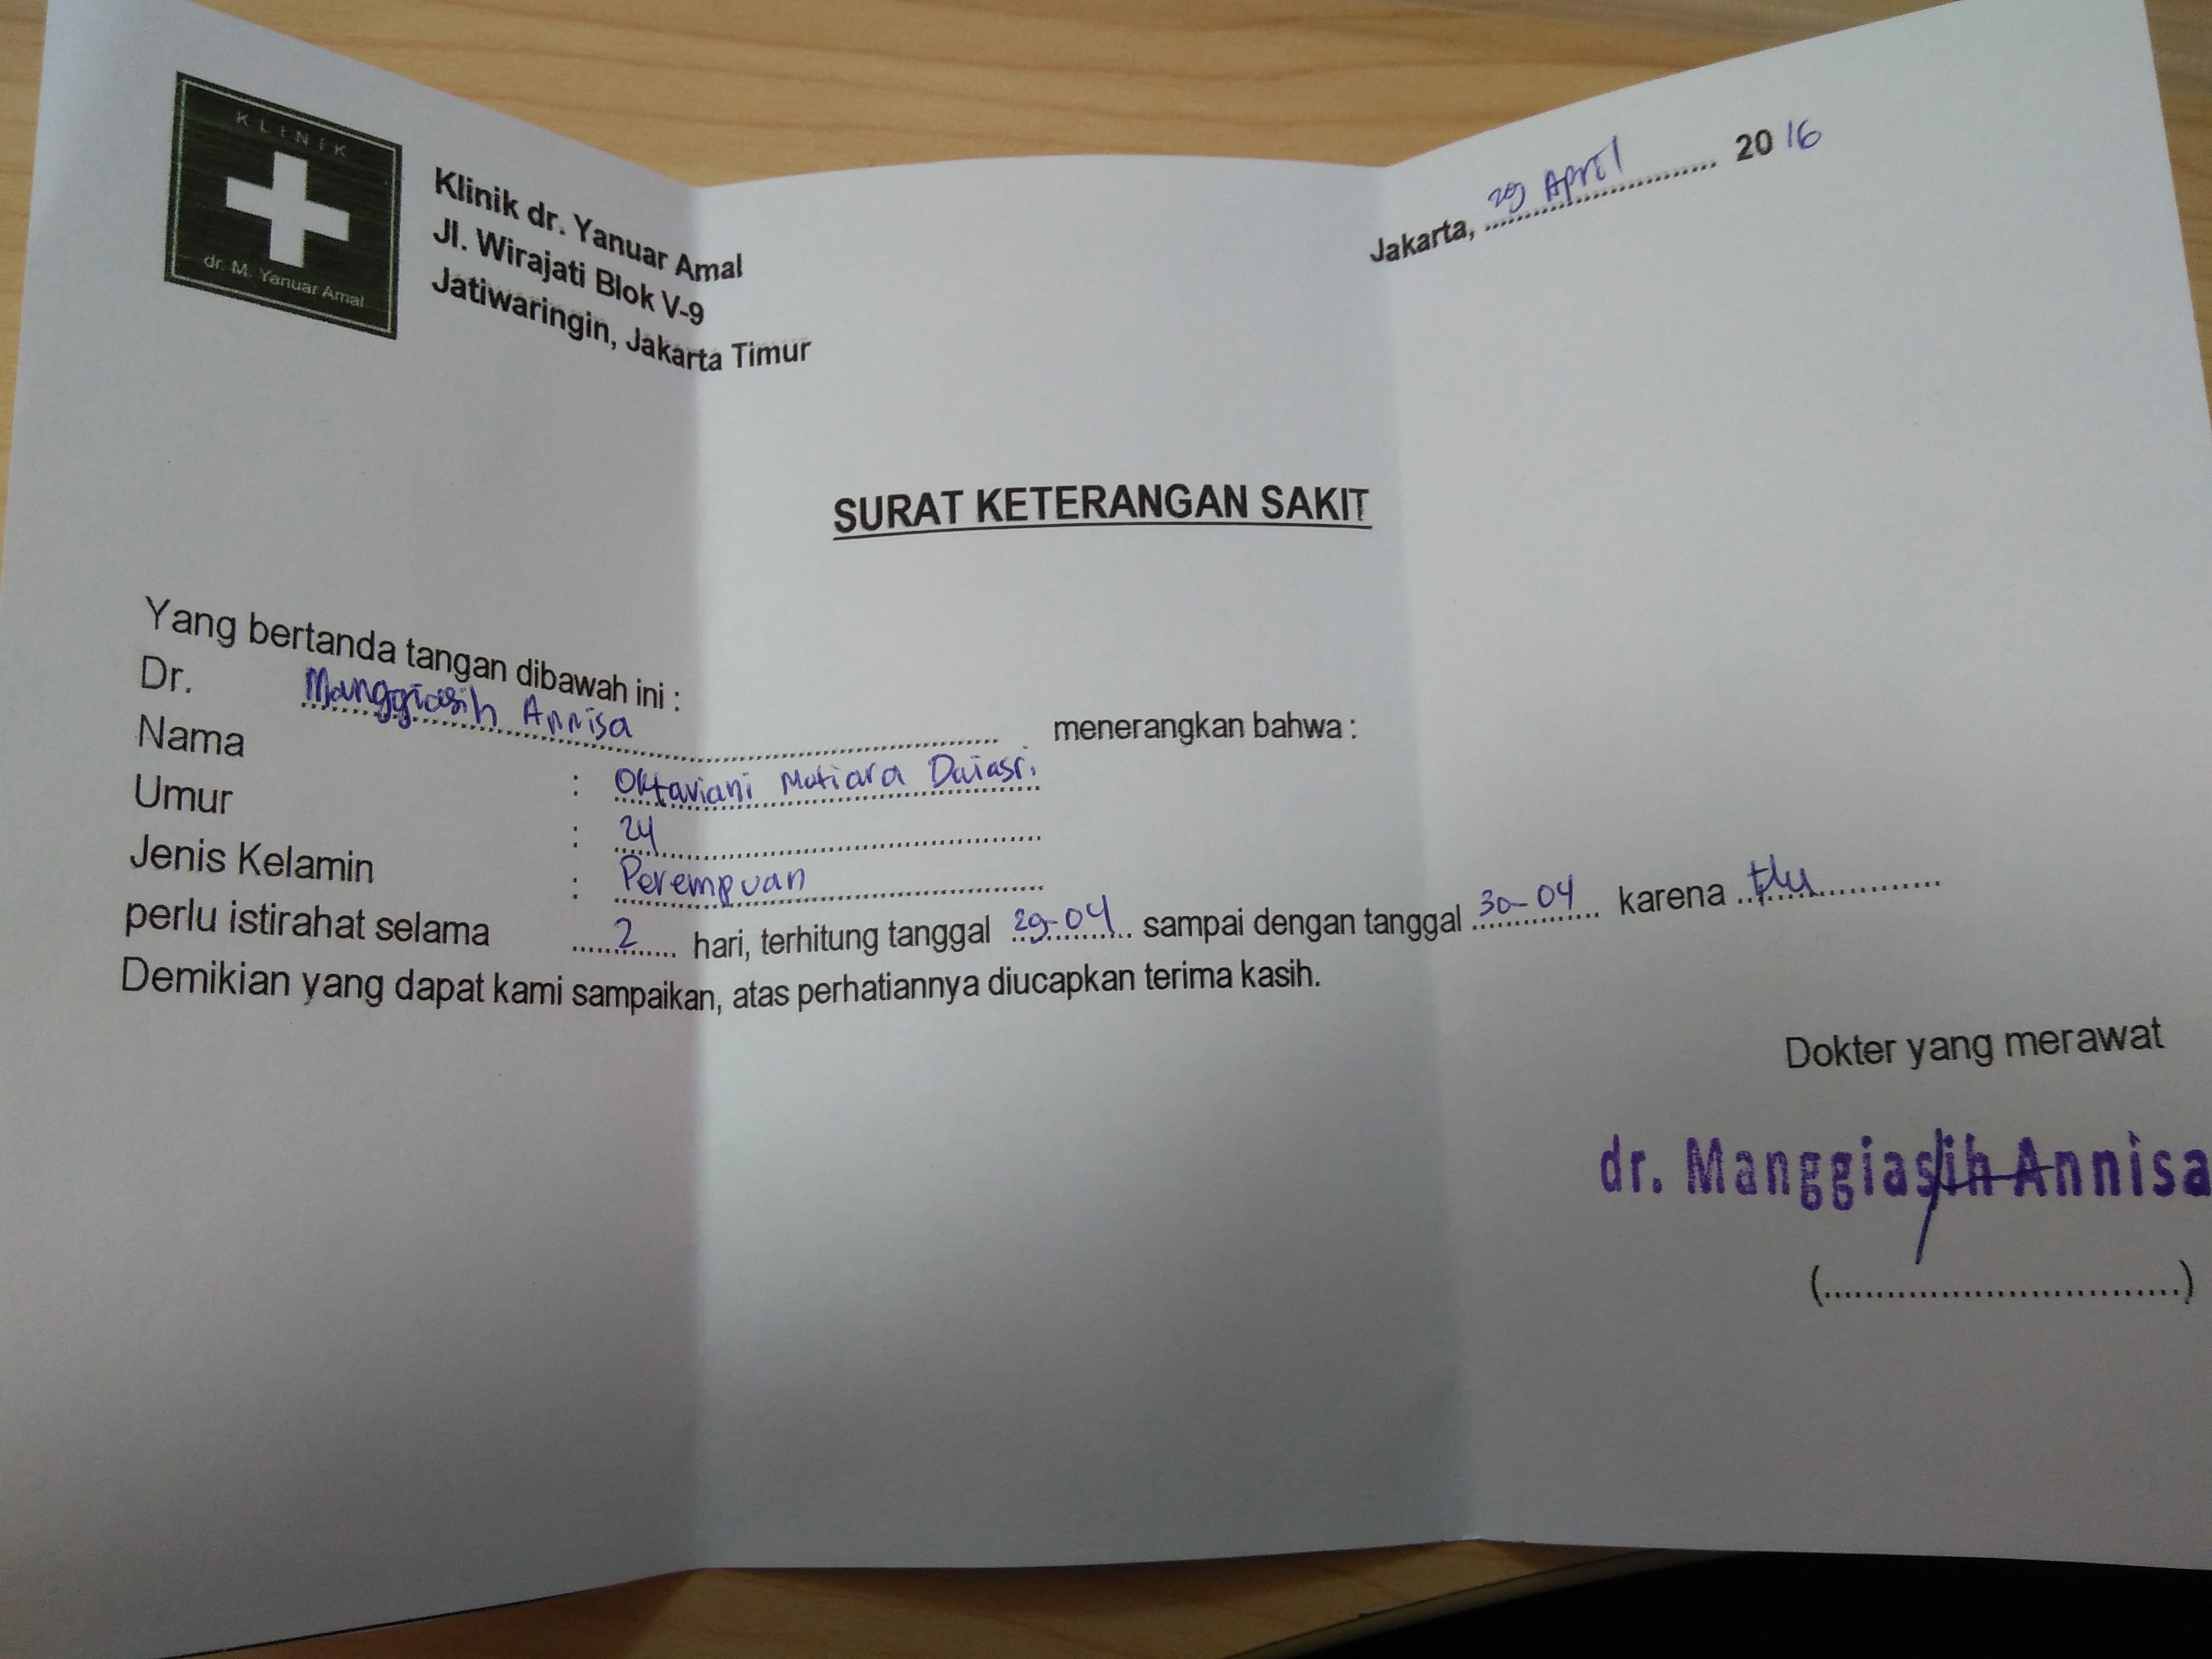 KLINIK
dr. M. Yanuar Amal
Klinik dr. Yanuar Amal
Jl. Wirajati Blok V-9
Jatiwaringin, Jakarta Timur
Jakarta, 29 April 2016
SURAT KETERANGAN SAKIT
Yang bertanda tangan dibawah ini :
Dr. Manggiasih Annisa menerangkan bahwa :
Nama : Oktaviani Mutiara Dwiasri
Umur : 24
Jenis Kelamin : Perempuan
perlu istirahat selama 2 hari, terhitung tanggal 29-04 sampai dengan tanggal 30-04 karena flu
Demikian yang dapat kami sampaikan, atas perhatiannya diucapkan terima kasih.
Dokter yang merawat
dr. Manggiasih Annisa
(..............................)